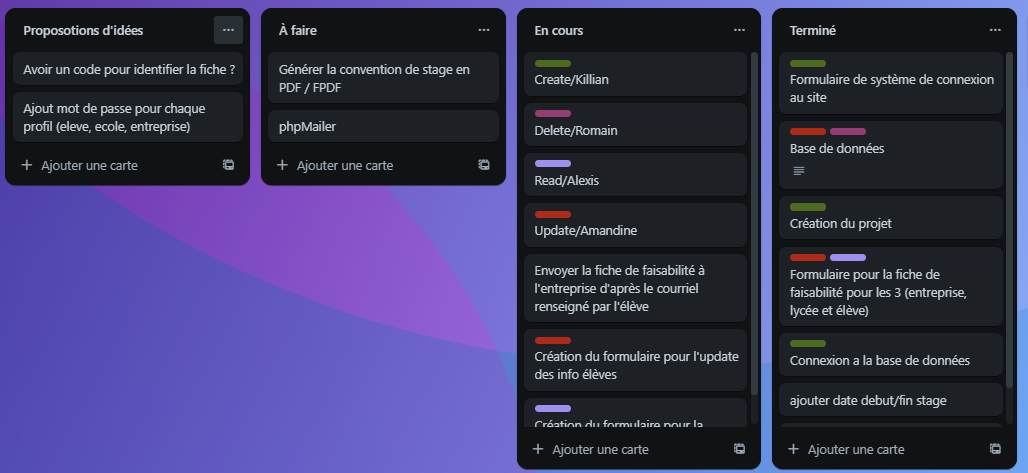 Proposotions d'idées
Avoir un code pour identifier la fiche ?
Ajout mot de passe pour chaque
profil (eleve, ecole, entreprise)
Ajouter une carte
À faire
Générer la convention de stage en
PDF / FPDF
phpMailer
Ajouter une carte
En cours
Create/Killian
Delete/Romain
Read/Alexis
Update/Amandine
Envoyer la fiche de faisabilité à
l'entreprise d'après le courriel
renseigné par l'élève
Création du formulaire pour l'update
des info élèves
Création du formulaire pour la
Ajouter une carte
Terminé
Formulaire de système de connexion
au site
Base de données
Création du projet
Formulaire pour la fiche de
faisabilité pour les 3 (entreprise,
lycée et élève)
Connexion a la base de données
ajouter date debut/fin stage
Ajouter une carte